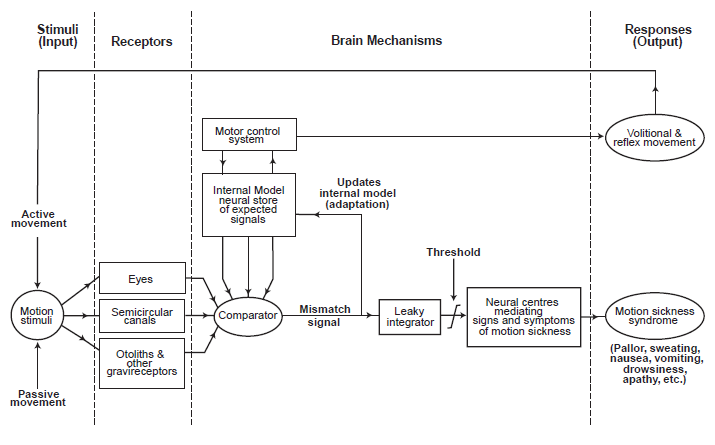 Stimuli
(Input)
Receptors
Brain Mechanisms
Responses
(Output)
Motor control
system
Volitional &
reflex movement
Internal Model
neural store
of expected
signals
Updates
internal model
(adaptation)
Active
movement
Threshold
Eyes
Motion
stimuli
Semicircular
canals
Comparator
Mismatch
signal
Leaky
integrator
Neural centres
mediating
signs and symptoms
of motion sickness
Motion sickness
syndrome
Otoliths &
other
gravireceptors
(Pallor, sweating,
nausea, vomiting,
drowsiness,
apathy, etc.)
Passive
movement